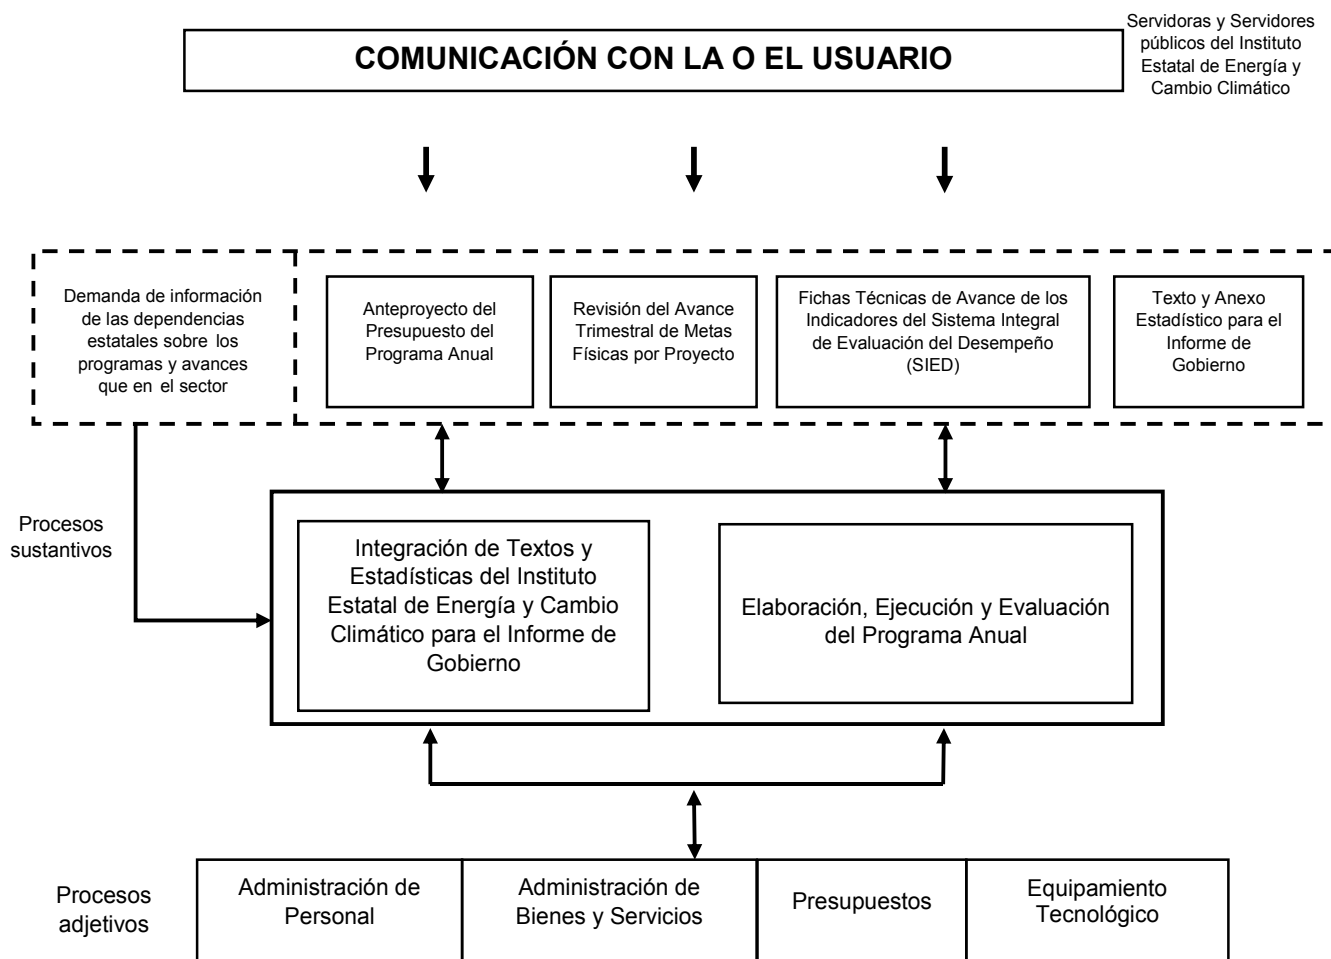 COMUNICACIÓN CON LA O EL USUARIO
Servidoras y Servidores
públicos del Instituto
Estatal de Energía y
Cambio Climático
Demanda de información
de las dependencias
estatales sobre los
programas y avances
que en el sector
Anteproyecto del
Presupuesto del
Programa Anual
Revisión del Avance
Trimestral de Metas
Físicas por Proyecto
Fichas Técnicas de Avance de los
Indicadores del Sistema Integral
de Evaluación del Desempeño
(SIED)
Texto y Anexo
Estadístico para el
Informe de
Gobierno
Procesos
sustantivos
Integración de Textos y
Estadísticas del Instituto
Estatal de Energía y Cambio
Climático para el Informe de
Gobierno
Elaboración, Ejecución y Evaluación
del Programa Anual
Procesos
adjetivos
Administración de
Personal
Administración de
Bienes y Servicios
Presupuestos
Equipamiento
Tecnológico